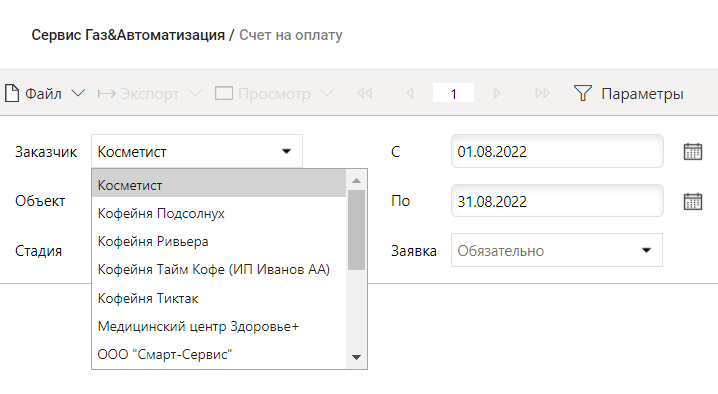 Сервис Газ&Автоматизация / Счет на оплату
Файл Экспорт Просмотр 1 Параметры
Заказчик Косметист С 01.08.2022
Косметист
Объект Кофейня Подсолнух По 31.08.2022
Кофейня Ривьера
Стадия Заявка Обязательно
Кофейня Тайм Кофе (ИП Иванов АА)
Кофейня Тиктак
Медицинский центр Здоровье+
ООО "Смарт-Сервис"